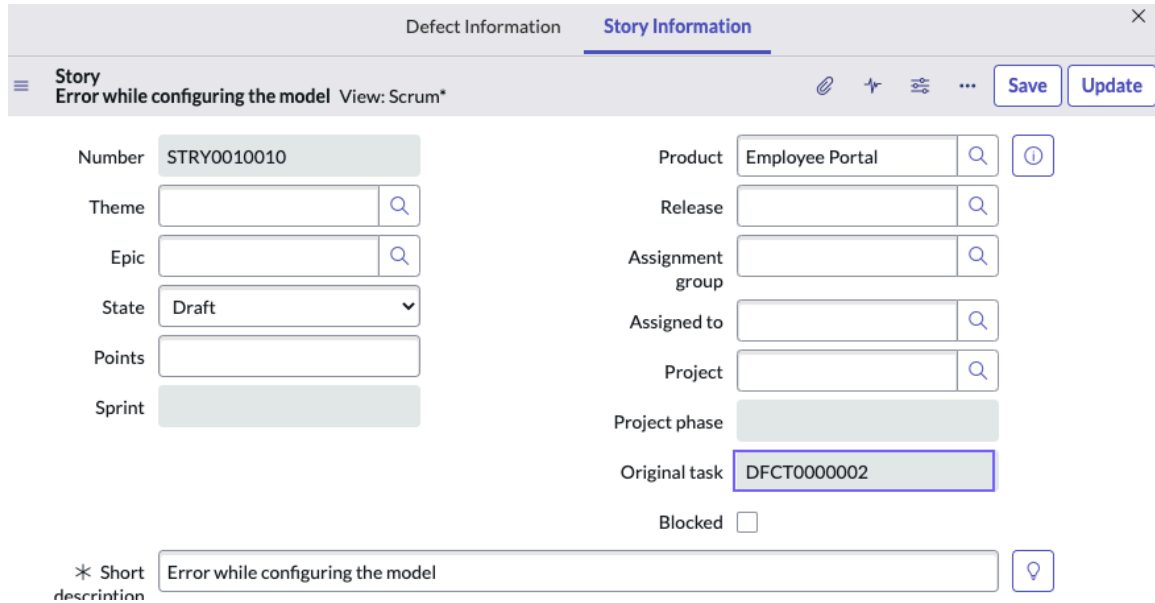 Defect Information Story Information
Story
Error while configuring the model View: Scrum*
Save Update
Number STRY0010010
Theme
Epic
State Draft
Points
Sprint
Product Employee Portal
Release
Assignment
group
Assigned to
Project
Project phase
Original task DFCT0000002
Blocked
Short
description
Error while configuring the model